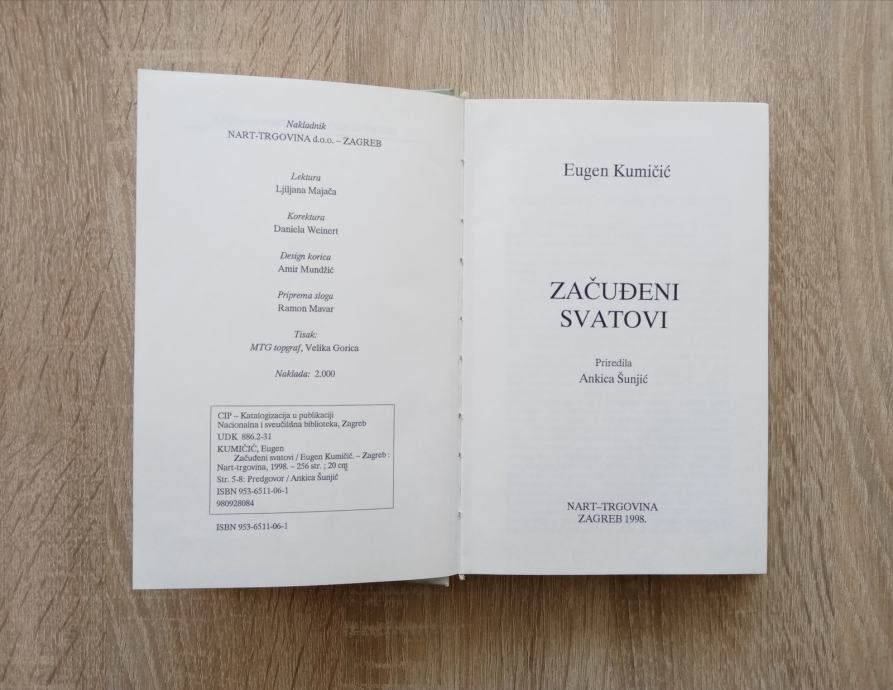 Nakladnik
NART-TRGOVINA d.o.o. – ZAGREB
Lektura
Ljiljana Majača
Korektura
Daniela Weinert
Design korica
Amir Mundžić
Priprema sloga
Ramon Mavar
Tisak:
MTG topgraf, Velika Gorica
Naklada: 2.000
CIP – Katalogizacija u publikaciji
Nacionalna i sveučilišna biblioteka, Zagreb
UDK 886.2-31
KUMIČIĆ, Eugen
Začuđeni svatovi / Eugen Kumičić. – Zagreb :
Nart-trgovina, 1998. – 256 str. ; 20 cm
Str. 5-8: Predgovor / Ankica Šunjić
ISBN 953-6511-06-1
980928084
ISBN 953-6511-06-1
Eugen Kumičić
ZAČUĐENI
SVATOVI
Priredila
Ankica Šunjić
NART–TRGOVINA
ZAGREB 1998.